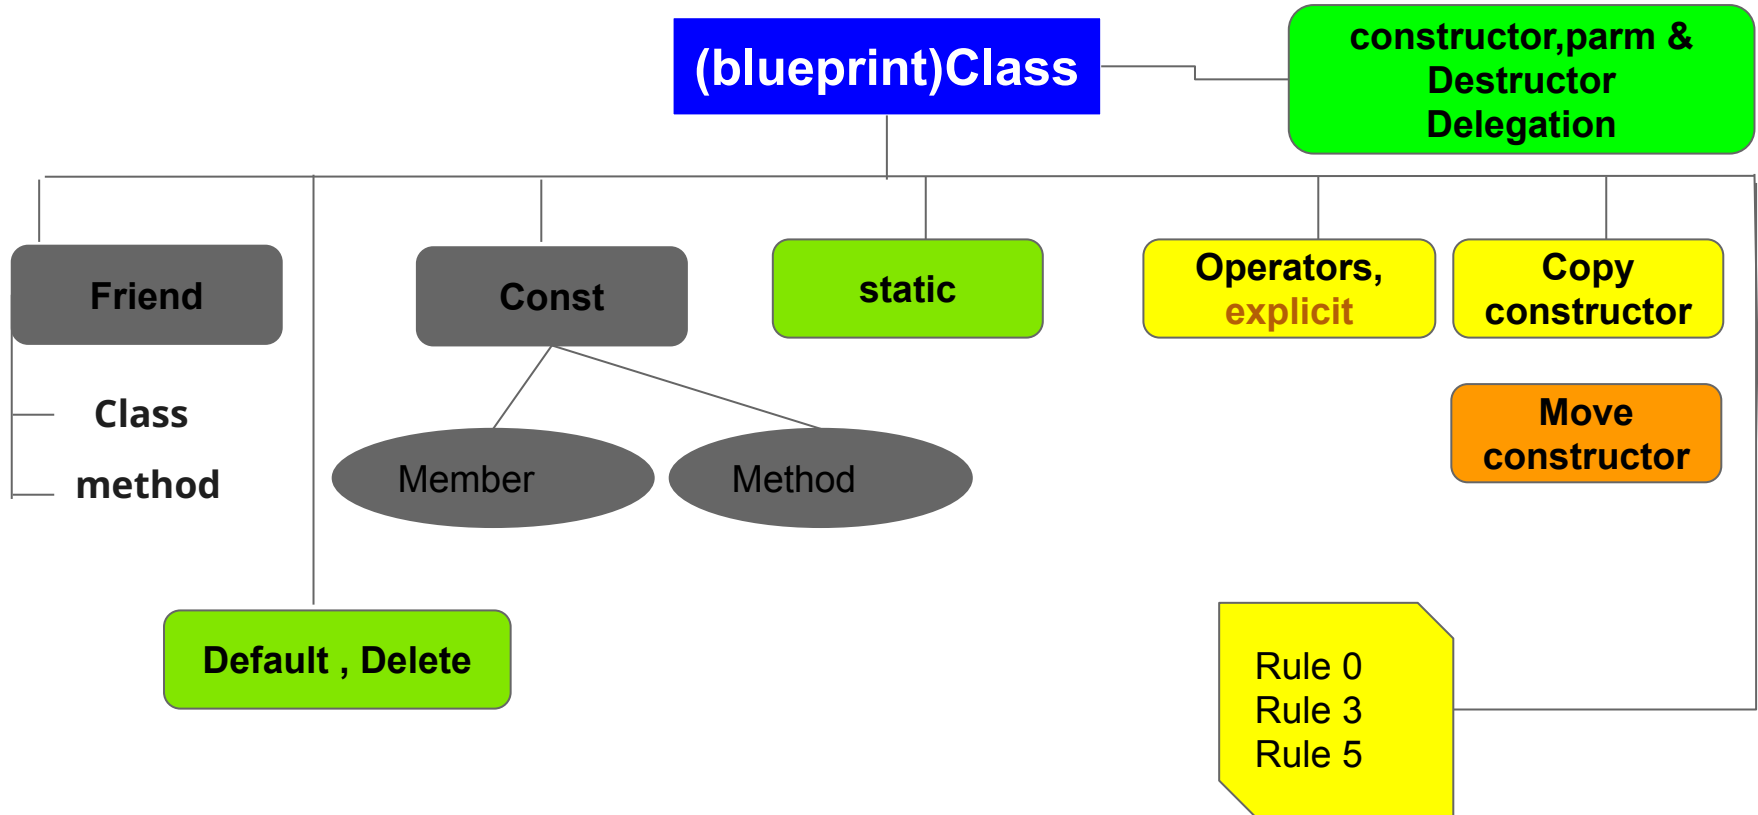 (blueprint)Class
constructor,parm &
Destructor
Delegation
Friend
Const
static
Operators,
explicit
Copy
constructor
Class
method
Member
Method
Move
constructor
Default , Delete
Rule 0
Rule 3
Rule 5